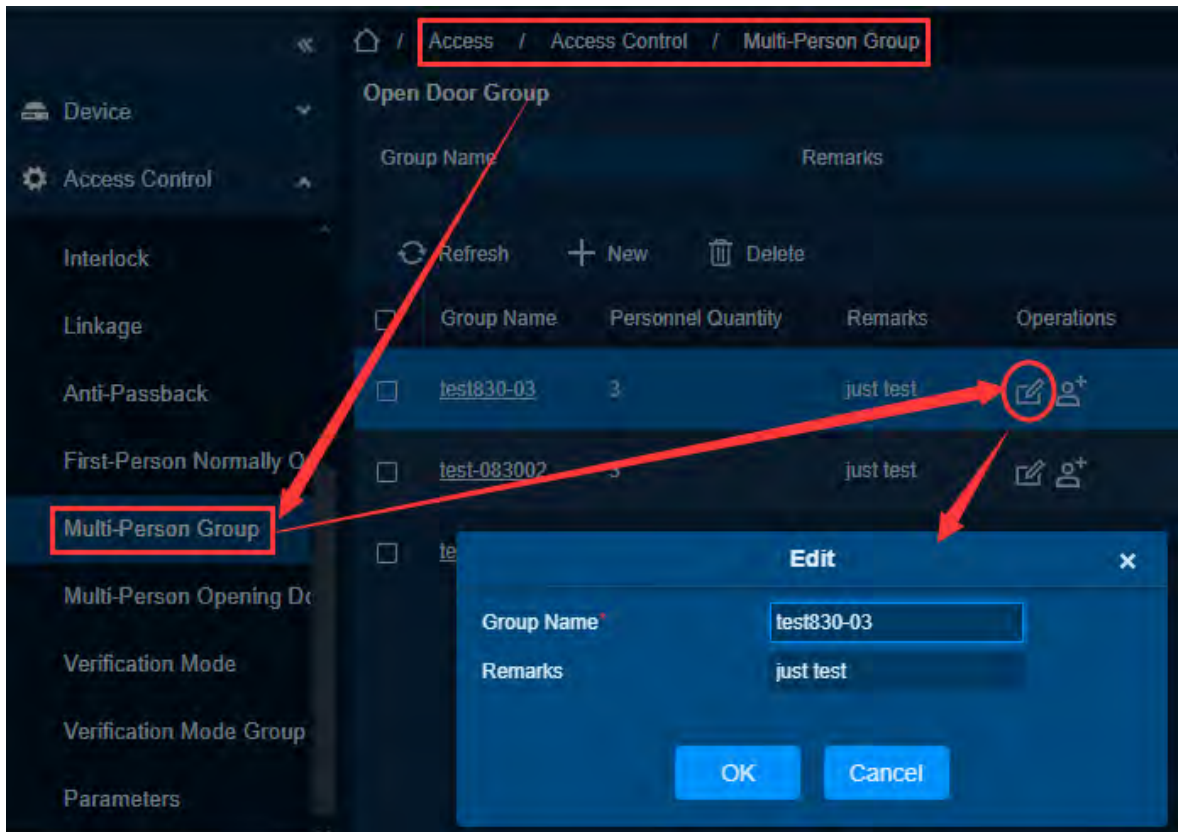 « / Access / Access Control / Multi-Person Group
Device
Access Control
Interlock
Linkage
Anti-Passback
First-Person Normally O
Multi-Person Group
Multi-Person Opening Do
Verification Mode
Verification Mode Group
Parameters
Open Door Group
Group Name Remarks
Refresh New Delete
Group Name Personnel Quantity Remarks Operations
test830-03 3 just test
test-083002 3 just test
te
Edit ×
Group Name* test830-03
Remarks just test
OK Cancel